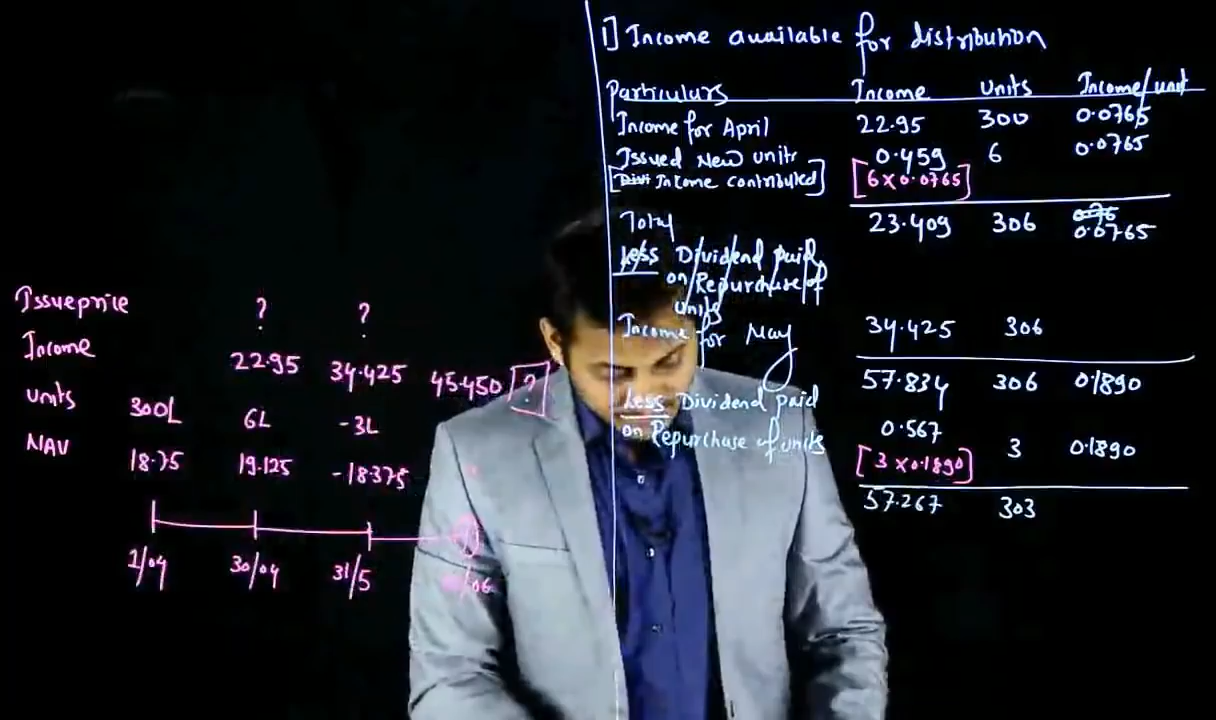 1] Income available for distribution
Particulars Income Units Income/unit
Income for April 22.95 300 0.0765
Issued New units 0.459 6 0.0765
[Income contributed] [6 x 0.0765]
Total 23.409 306 0.0765
Less Dividend paid
on Repurchase of
units
Income for May 34.425 306
57.834 306 0.1890
Less Dividend paid 0.567
on Repurchase of units [3 x 0.1890] 3 0.1890
57.267 303
Issue price ? ?
Income 22.95 34.425 45.450 [?]
units 300L 6L -3L
NAV 18.75 19.125 -18.375
1/04 30/04 31/5 /06